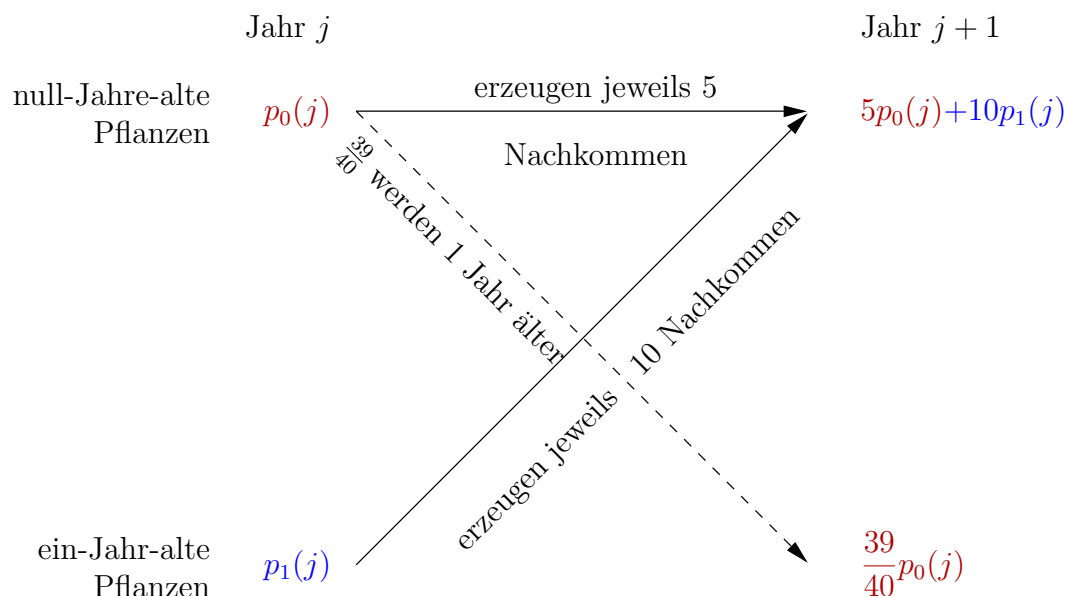 Jahr j
Jahr j + 1
null-Jahre-alte
Pflanzen
p₀(j)
erzeugen jeweils 5
Nachkommen
5p₀(j)+10p₁(j)
39/40 werden 1 Jahr älter
erzeugen jeweils 10 Nachkommen
ein-Jahr-alte
Pflanzen
p₁(j)
39/40 p₀(j)